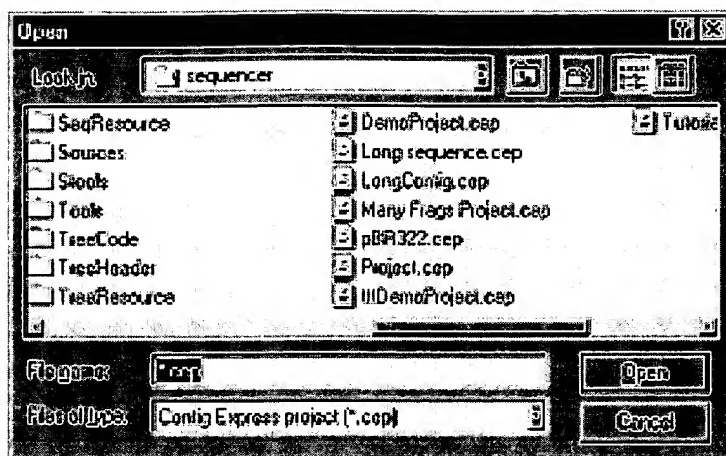 Open
Look in:
sequencer
SeqResource
Sources
Stools
Tools
TreeCode
TreeHeader
TreeResource
DemoProject.cep
Long sequence.cep
LongContig.cep
Many Frags Project.cep
pBR322.cep
Project.cep
DemoProject.cep
File name:
*.cep
Open
Files of type:
Contig Express project (*.cep)
Cancel